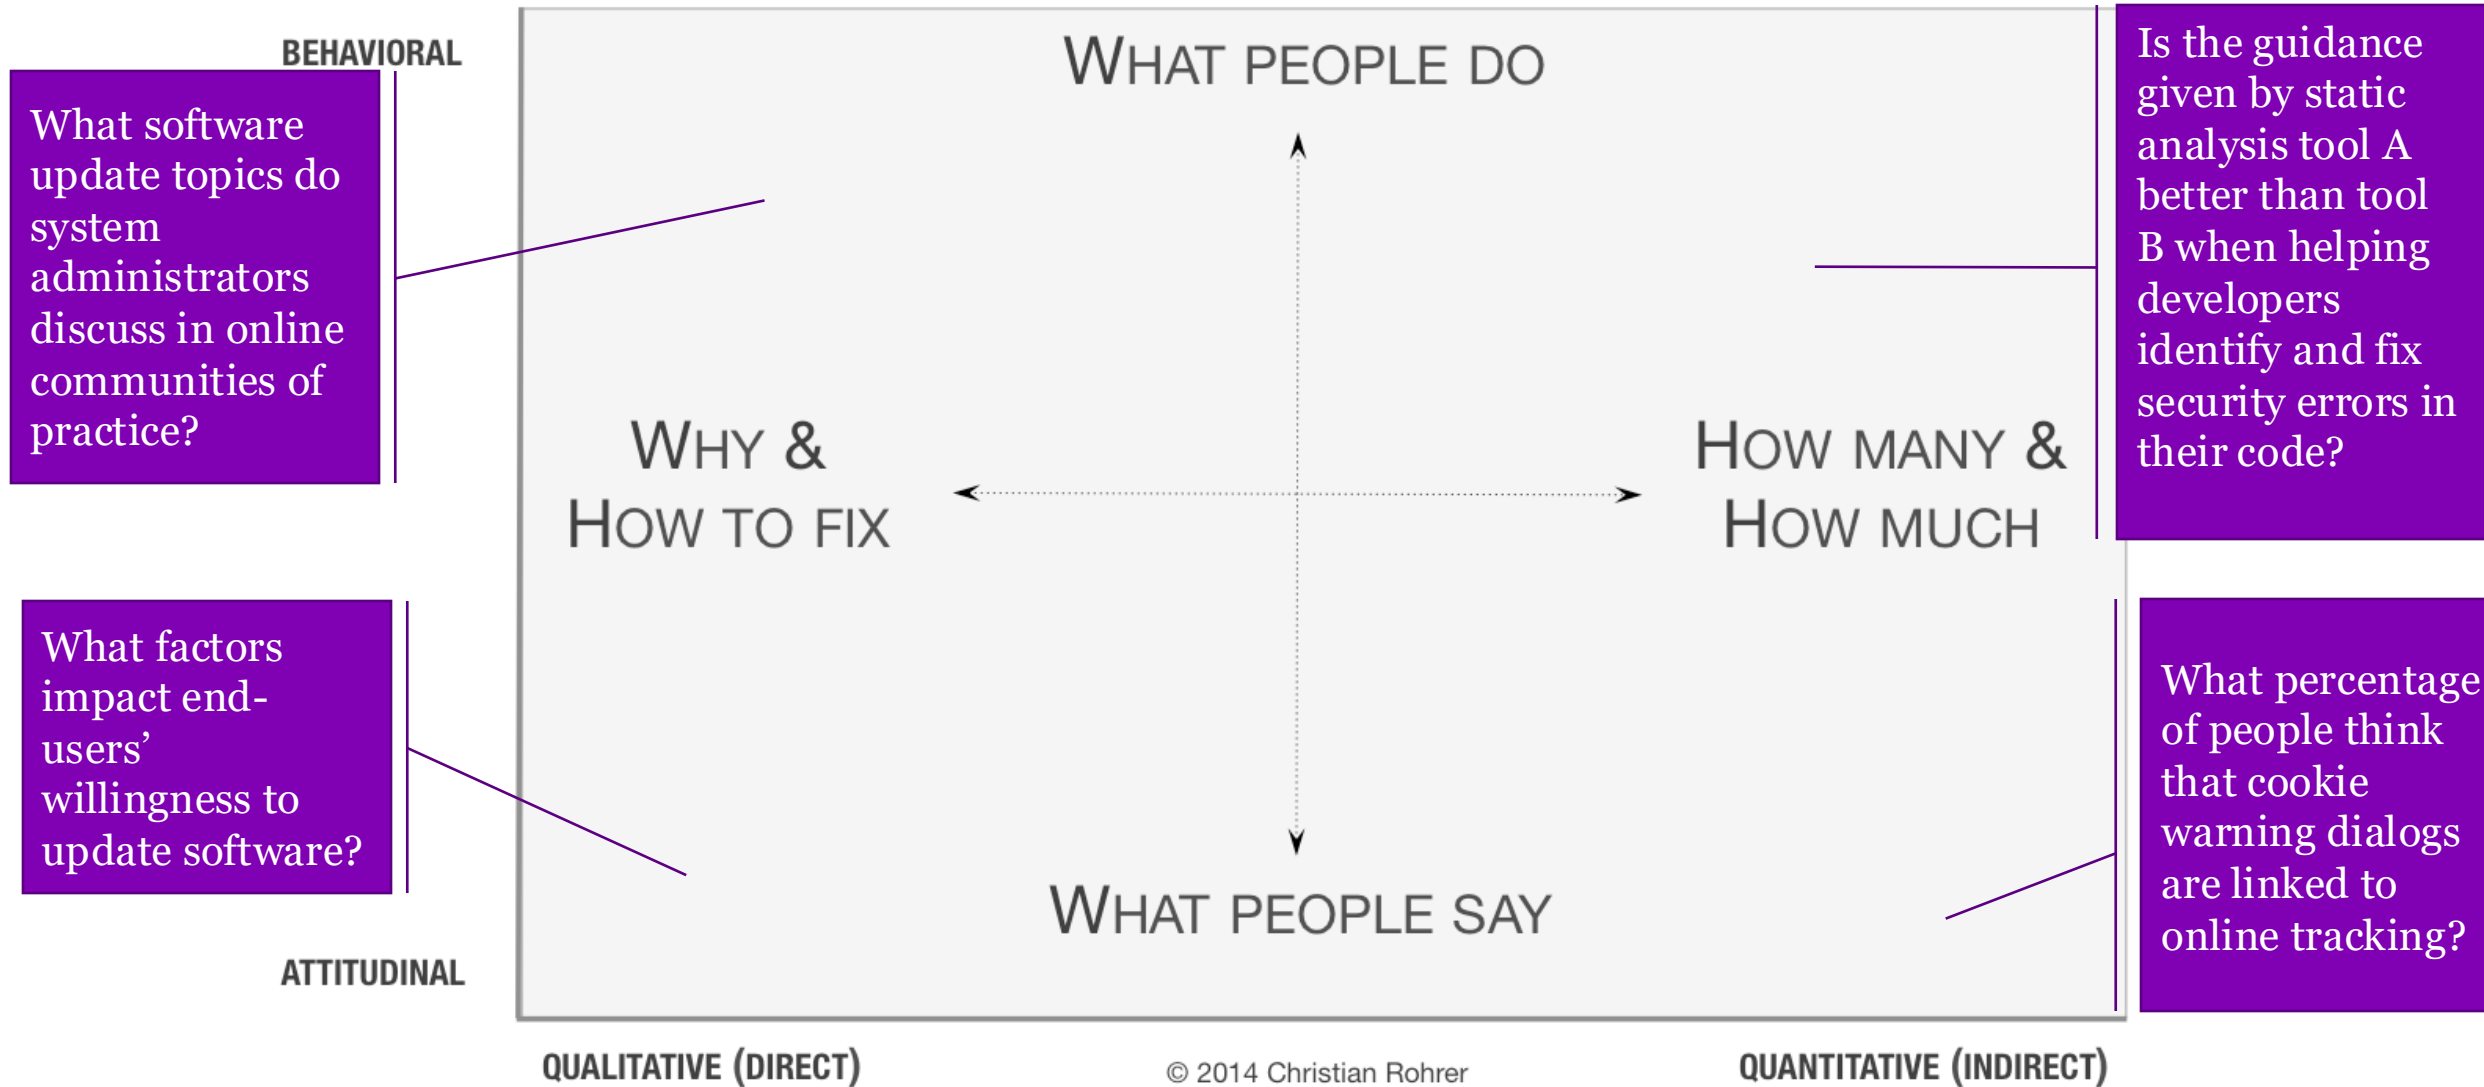 BEHAVIORAL
WHAT PEOPLE DO
What software
update topics do
system
administrators
discuss in online
communities of
practice?
Is the guidance
given by static
analysis tool A
better than tool
B when helping
developers
identify and fix
security errors in
their code?
WHY &
HOW TO FIX
HOW MANY &
HOW MUCH
What factors
impact end-
users’
willingness to
update software?
What percentage
of people think
that cookie
warning dialogs
are linked to
online tracking?
WHAT PEOPLE SAY
ATTITUDINAL
QUALITATIVE (DIRECT)
© 2014 Christian Rohrer
QUANTITATIVE (INDIRECT)